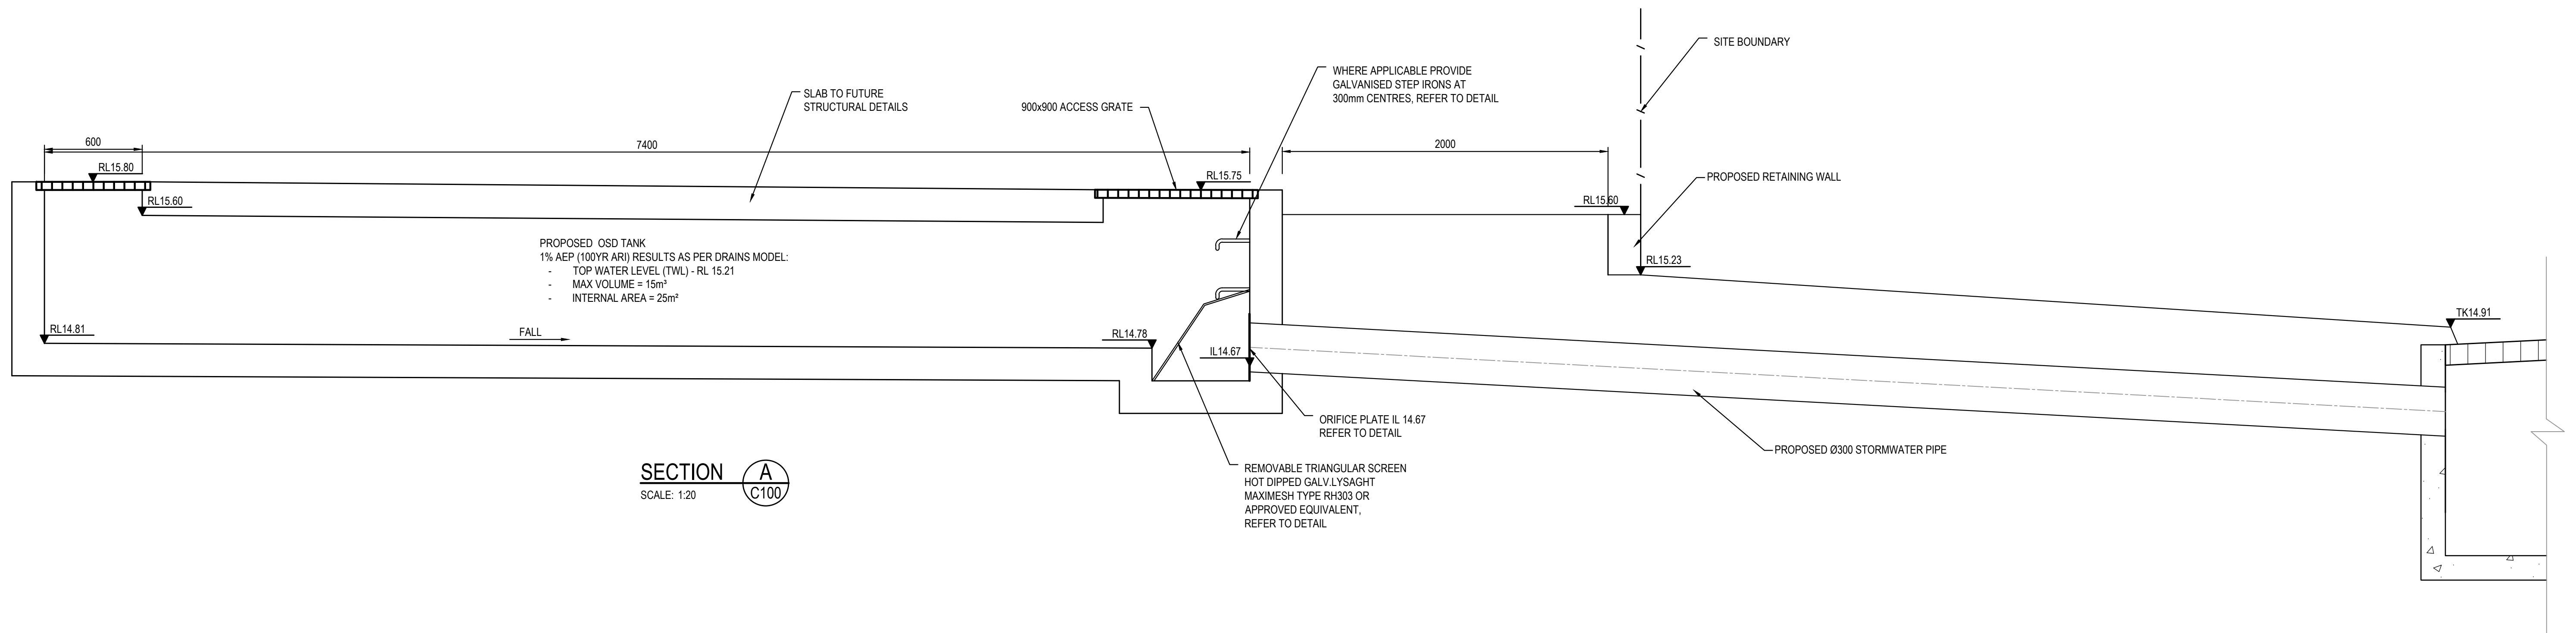 SITE BOUNDARY
WHERE APPLICABLE PROVIDE
GALVANISED STEP IRONS AT
300mm CENTRES, REFER TO DETAIL
SLAB TO FUTURE
STRUCTURAL DETAILS
900x900 ACCESS GRATE
600
7400
2000
RL15.80
RL15.75
PROPOSED RETAINING WALL
RL15.60
RL15.60
PROPOSED OSD TANK
1% AEP (100YR ARI) RESULTS AS PER DRAINS MODEL:
- TOP WATER LEVEL (TWL) - RL 15.21
- MAX VOLUME = 15m³
- INTERNAL AREA = 25m²
RL15.23
TK14.91
RL14.81
FALL
RL14.78
IL14.67
ORIFICE PLATE IL 14.67
REFER TO DETAIL
PROPOSED Ø300 STORMWATER PIPE
REMOVABLE TRIANGULAR SCREEN
HOT DIPPED GALV.LYSAGHT
MAXIMESH TYPE RH303 OR
APPROVED EQUIVALENT,
REFER TO DETAIL
SECTION A
SCALE: 1:20 C100